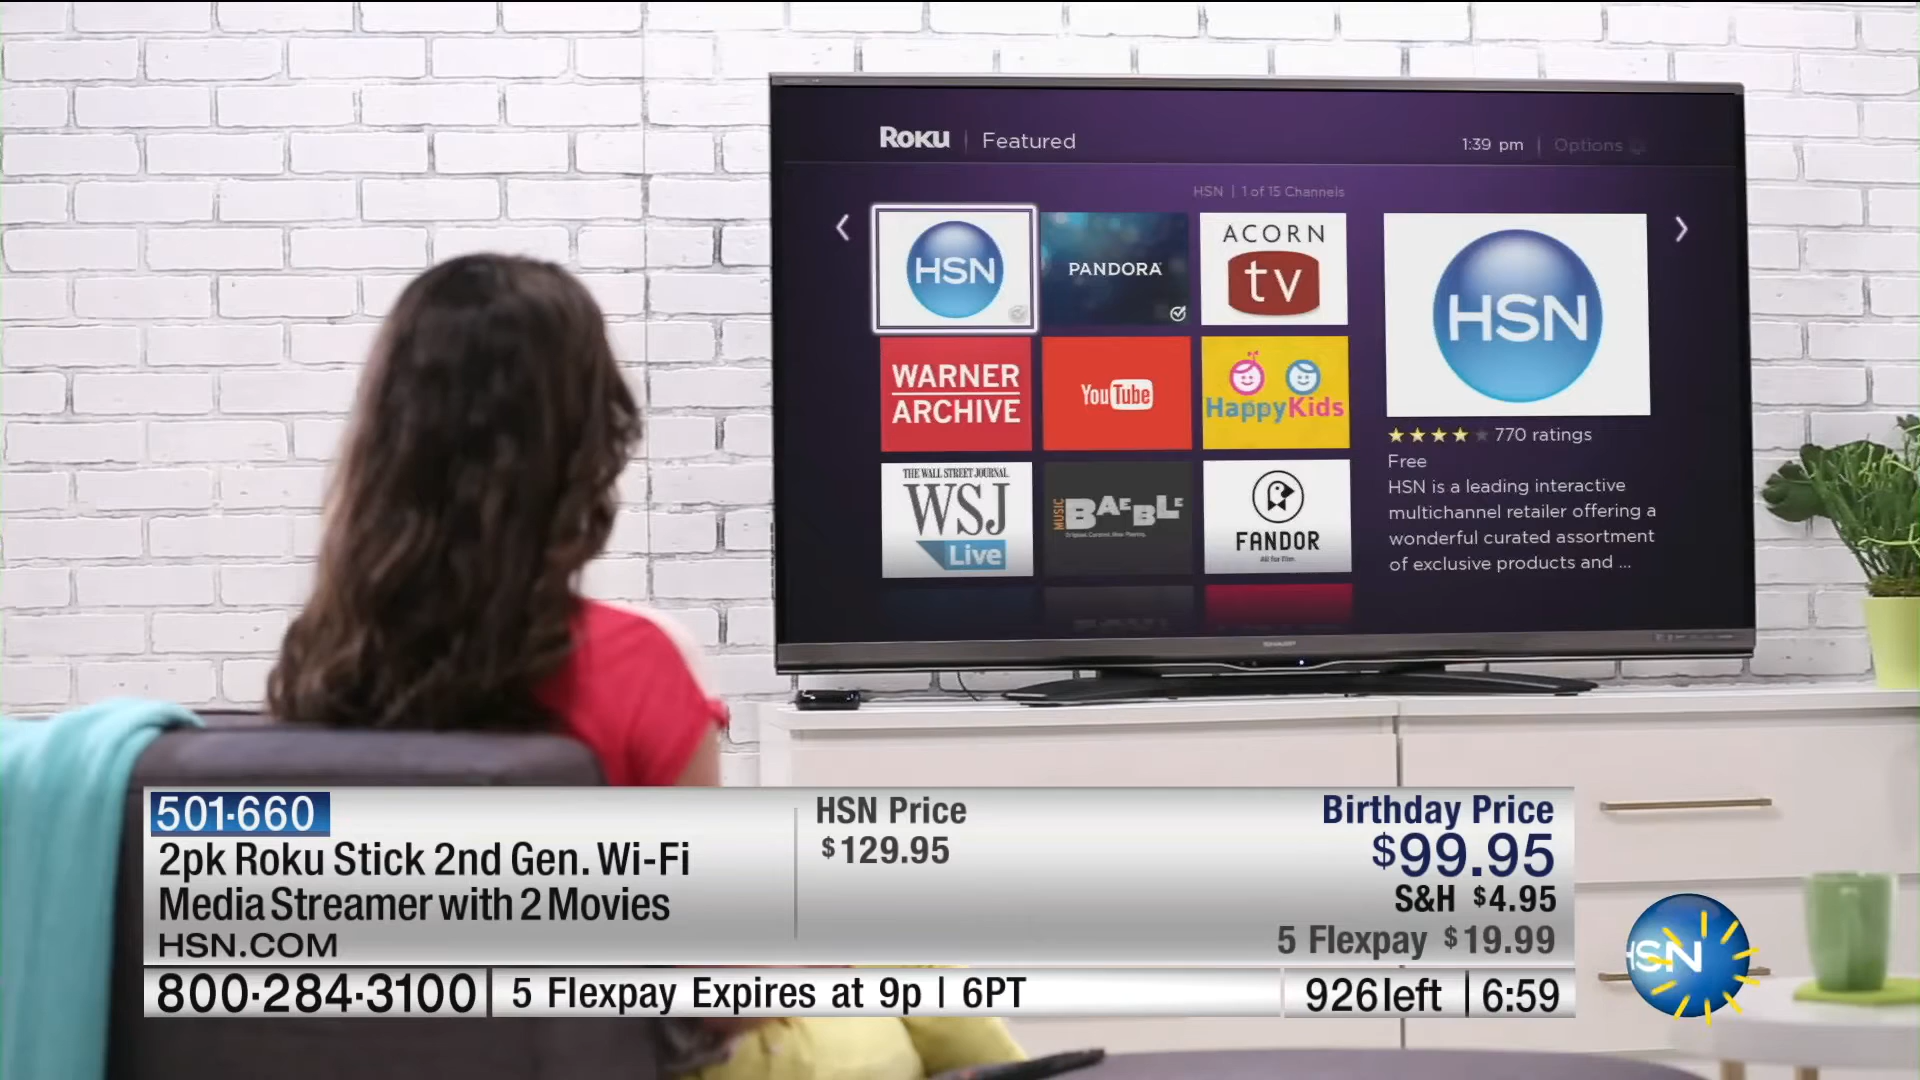 Roku | Featured
1:39 pm | Options
HSN | 1 of 15 Channels
HSN
PANDORA
ACORN
tv
HSN
WARNER
ARCHIVE
YouTube
HappyKids
THE WALL STREET JOURNAL
WSJ
Live
MUSIC
BAEBLE
FANDOR
770 ratings
Free
HSN is a leading interactive
multichannel retailer offering a
wonderful curated assortment
of exclusive products and ...
SHARP
501·660
2pk Roku Stick 2nd Gen. Wi-Fi
Media Streamer with 2 Movies
HSN.COM
HSN Price
$129.95
Birthday Price
$99.95
S&H $4.95
5 Flexpay $19.99
HSN
800·284·3100
5 Flexpay Expires at 9p | 6PT
926 left | 6:59